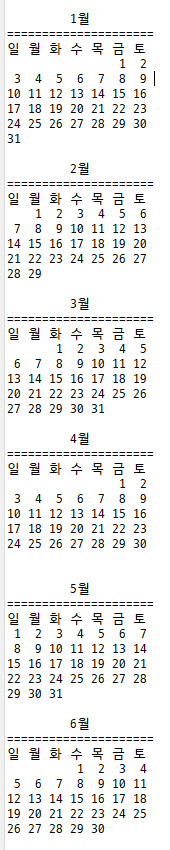 1월
=====================
일 월 화 수 목 금 토
                1  2
 3  4  5  6  7  8  9
10 11 12 13 14 15 16
17 18 19 20 21 22 23
24 25 26 27 28 29 30
31
2월
=====================
일 월 화 수 목 금 토
    1  2  3  4  5  6
 7  8  9 10 11 12 13
14 15 16 17 18 19 20
21 22 23 24 25 26 27
28 29
3월
=====================
일 월 화 수 목 금 토
       1  2  3  4  5
 6  7  8  9 10 11 12
13 14 15 16 17 18 19
20 21 22 23 24 25 26
27 28 29 30 31
4월
=====================
일 월 화 수 목 금 토
                1  2
 3  4  5  6  7  8  9
10 11 12 13 14 15 16
17 18 19 20 21 22 23
24 25 26 27 28 29 30
5월
=====================
일 월 화 수 목 금 토
 1  2  3  4  5  6  7
 8  9 10 11 12 13 14
15 16 17 18 19 20 21
22 23 24 25 26 27 28
29 30 31
6월
=====================
일 월 화 수 목 금 토
          1  2  3  4
 5  6  7  8  9 10 11
12 13 14 15 16 17 18
19 20 21 22 23 24 25
26 27 28 29 30